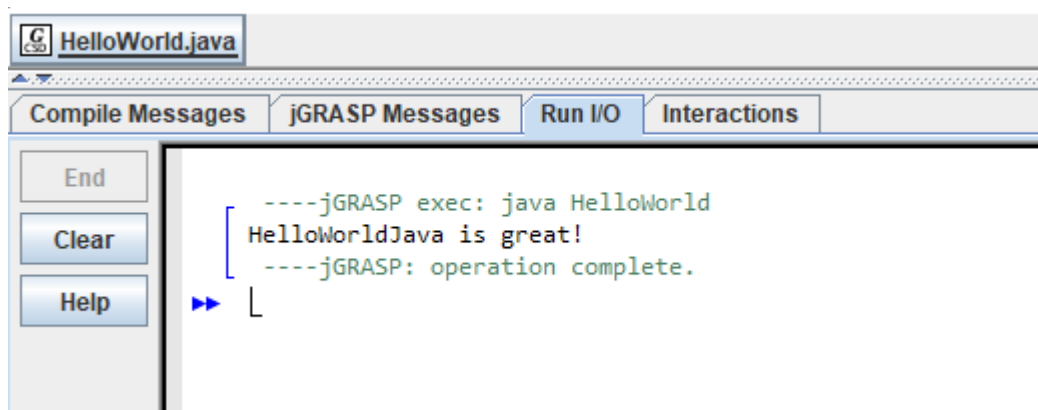 G
CSD HelloWorld.java
Compile Messages jGRASP Messages Run I/O Interactions
End
----jGRASP exec: java HelloWorld
Clear
HelloWorldJava is great!
----jGRASP: operation complete.
Help